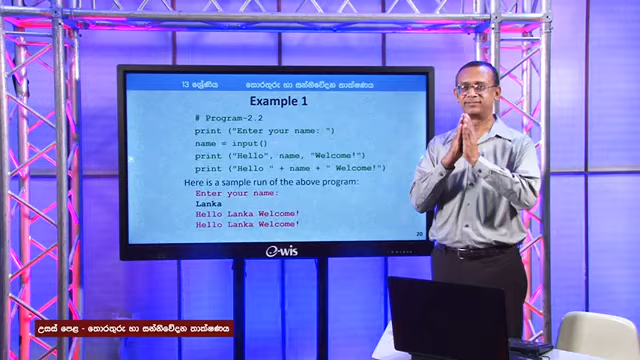 13 ශ්‍රේණිය තොරතුරු හා සන්නිවේදන තාක්ෂණය
Example 1
# Program-2.2
print ("Enter your name: ")
name = input()
print ("Hello", name, "Welcome!")
print ("Hello " + name + " Welcome!")
Here is a sample run of the above program:
Enter your name:
Lanka
Hello Lanka Welcome!
Hello Lanka Welcome!
20
e-wis
උසස් පෙළ - තොරතුරු හා සන්නිවේදන තාක්ෂණය